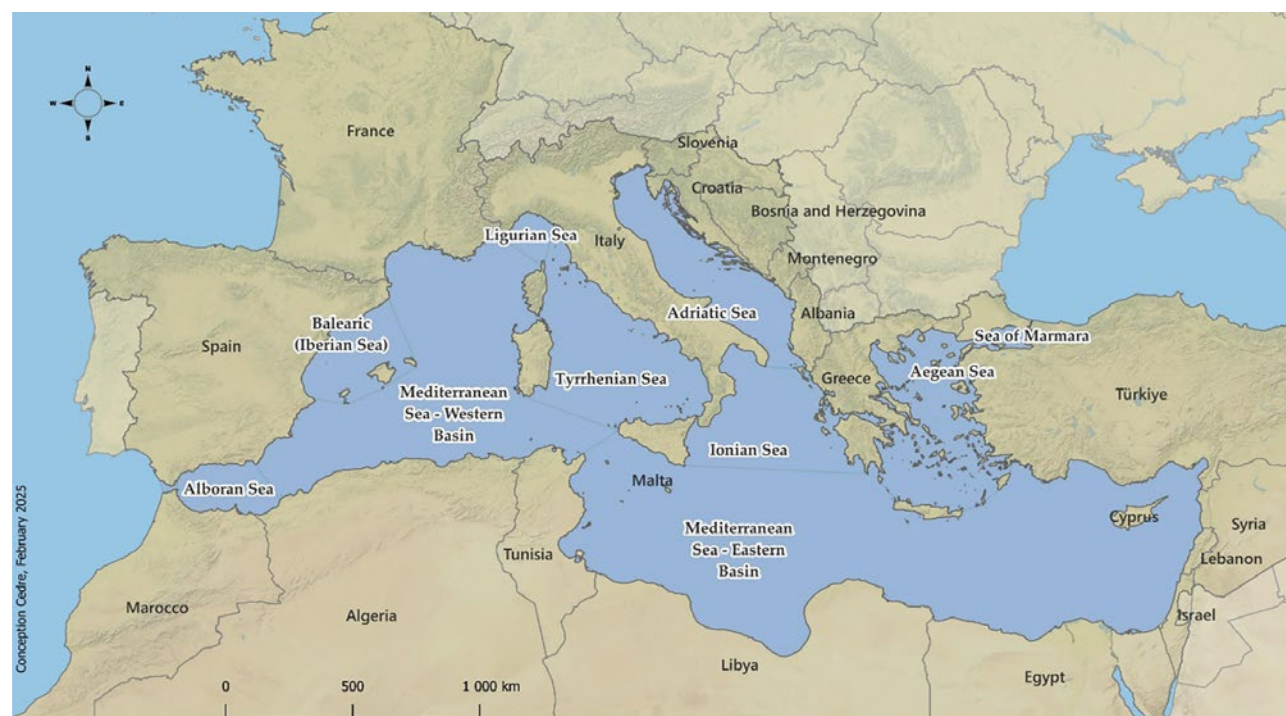 N
W
E
S
France
Slovenia
Croatia
Bosnia and Herzegovina
Ligurian Sea
Italy
Montenegro
Adriatic Sea
Albania
Balearic
(Iberian Sea)
Spain
Sea of Marmara
Aegean Sea
Greece
Türkiye
Tyrrhenian Sea
Mediterranean
Sea - Western
Basin
Ionian Sea
Malta
Alboran Sea
Mediterranean
Sea - Eastern
Basin
Cyprus
Syria
Lebanon
Tunisia
Marocco
Algeria
Israel
Libya
Egypt
0
500
1 000 km
Conception Cedre, February 2025